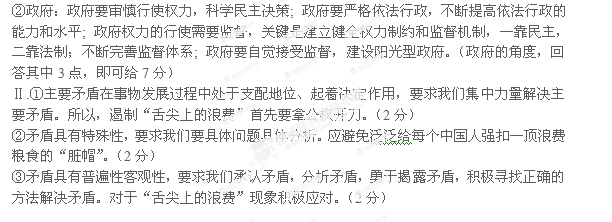 ②政府：政府要审慎行使权力，科学民主决策；政府要严格依法行政，不断提高依法行政的
能力和水平；政府权力的行使需要监督，关键是建立健全权力制约和监督机制，一靠民主，
二靠法制；不断完善监督体系；政府要自觉接受监督，建设阳光型政府。（政府的角度，回
答其中 3 点，即可给 7 分）
Ⅱ.①主要矛盾在事物发展过程中处于支配地位、起着决定作用，要求我们集中力量解决主
要矛盾。所以，遏制“舌尖上的浪费”首先要拿公权开刀。（2 分）
②矛盾具有特殊性，要求我们要具体问题具体分析。应避免泛泛给每个中国人强扣一顶浪费
粮食的“脏帽”。（2 分）
③矛盾具有普遍性客观性，要求我们承认矛盾，分析矛盾，勇于揭露矛盾，积极寻找正确的
方法解决矛盾。对于“舌尖上的浪费”现象积极应对。（2 分）